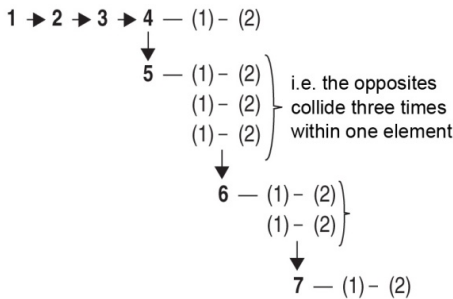 1 → 2 → 3 → 4 — (1) – (2)
5 — (1) – (2)
(1) – (2)
(1) – (2)
i.e. the opposites
collide three times
within one element
6 — (1) – (2)
(1) – (2)
7 — (1) – (2)